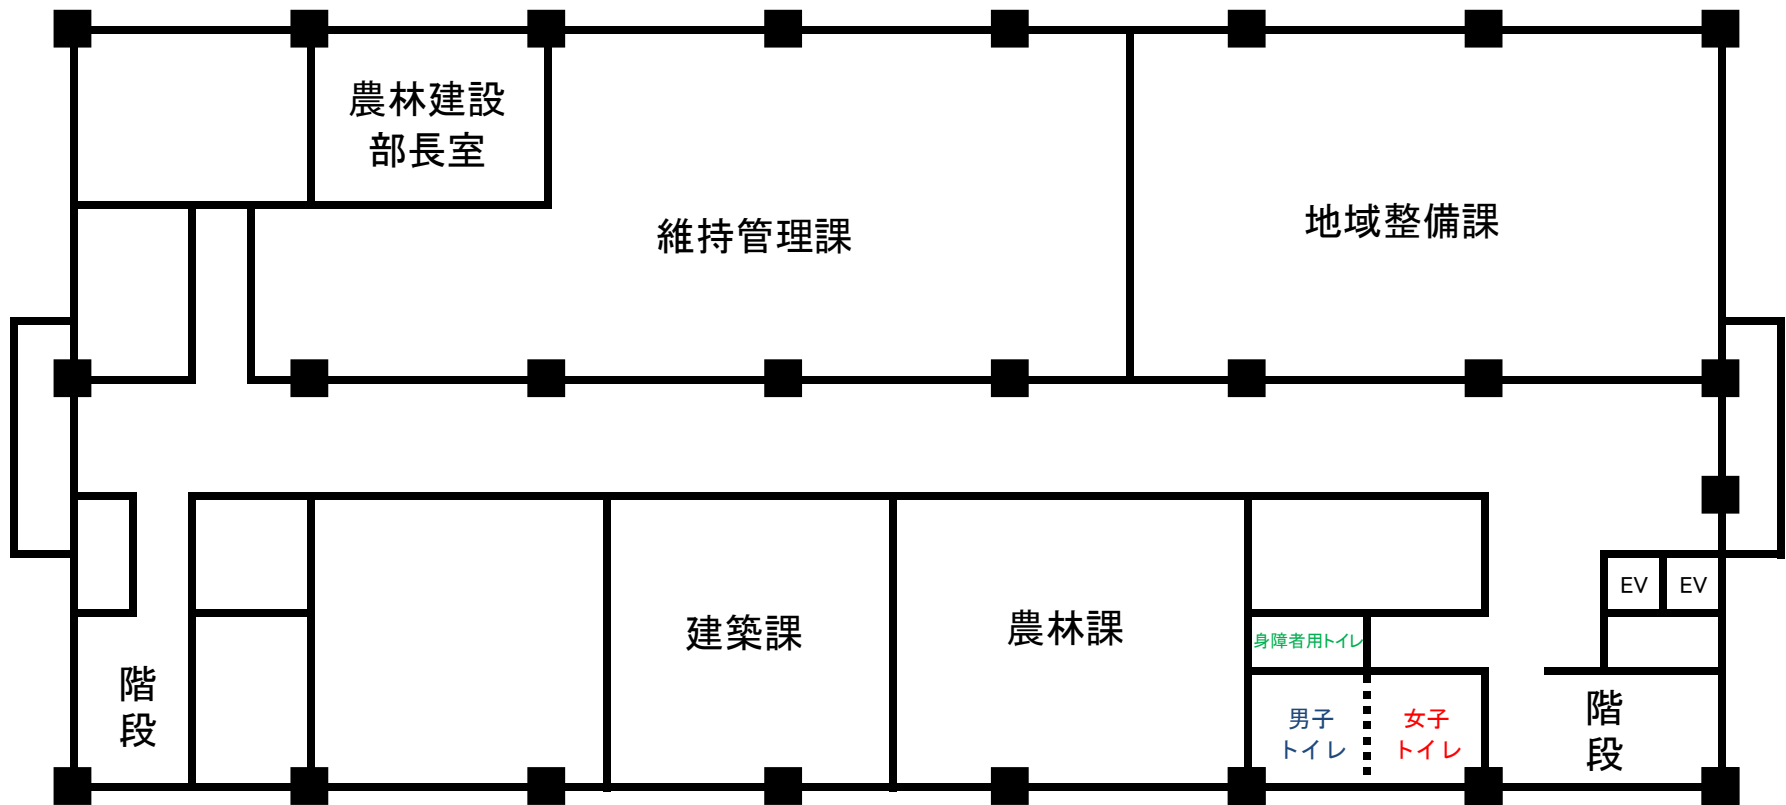 農林建設
部長室
維持管理課
地域整備課
EV
EV
建築課
農林課
身障者用トイレ
階段
男子
トイレ
女子
トイレ
階段